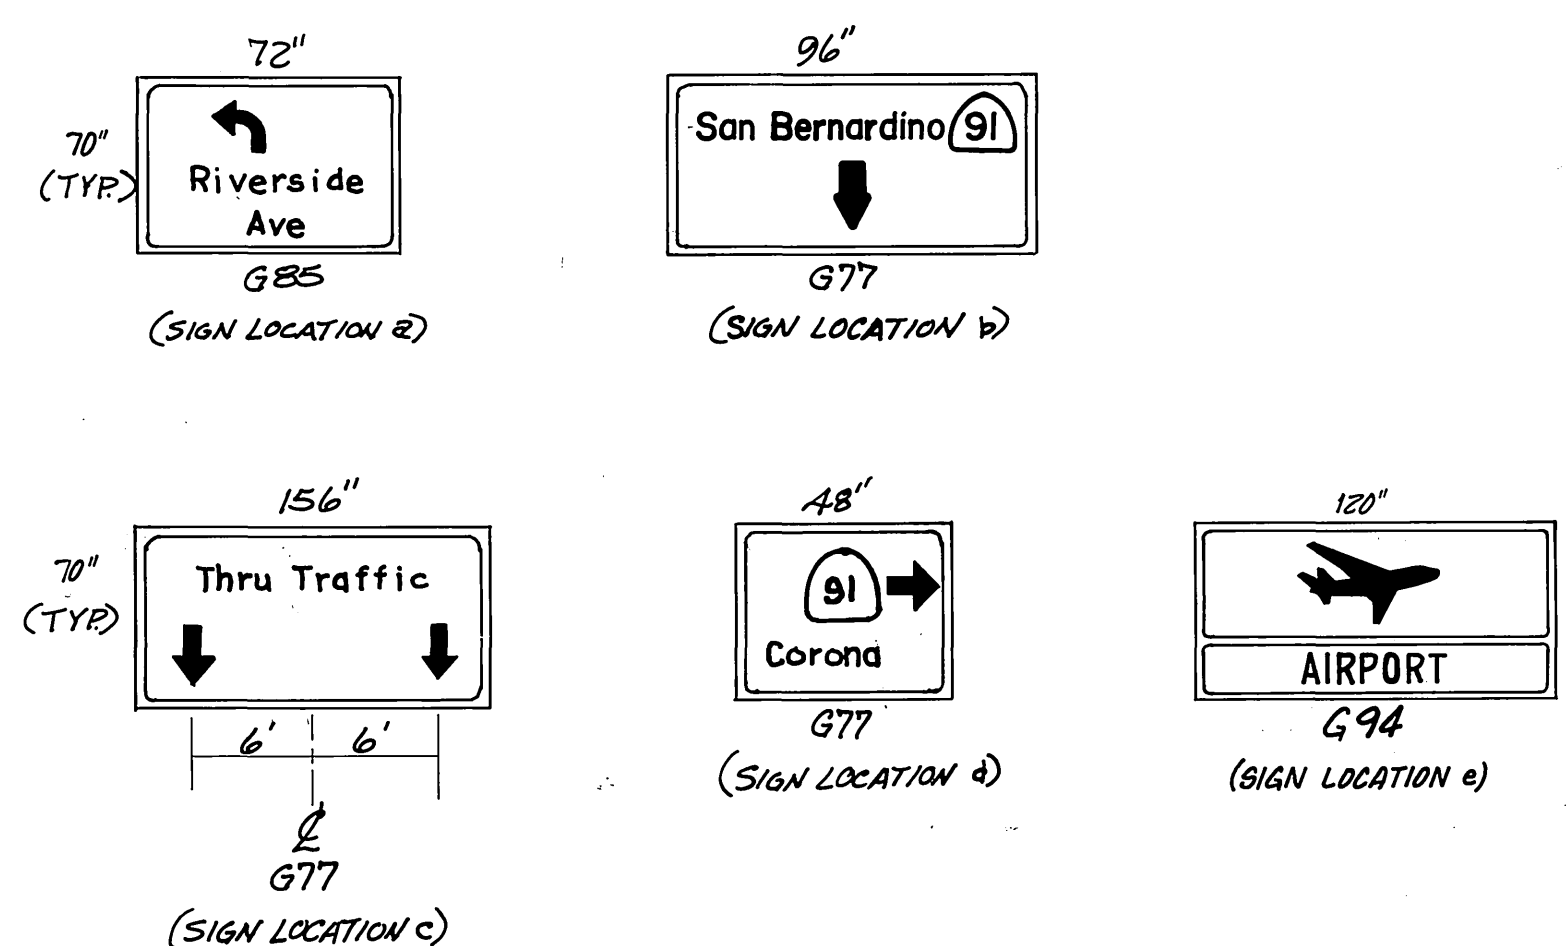 72"
70"
(TYP.)
Riverside
Ave
G85
(SIGN LOCATION a)
96"
San Bernardino 91
G77
(SIGN LOCATION b)
156"
70"
(TYP.)
Thru Traffic
6' 6'
℄
G77
(SIGN LOCATION c)
48"
91
Corona
G77
(SIGN LOCATION d)
120"
AIRPORT
G94
(SIGN LOCATION e)